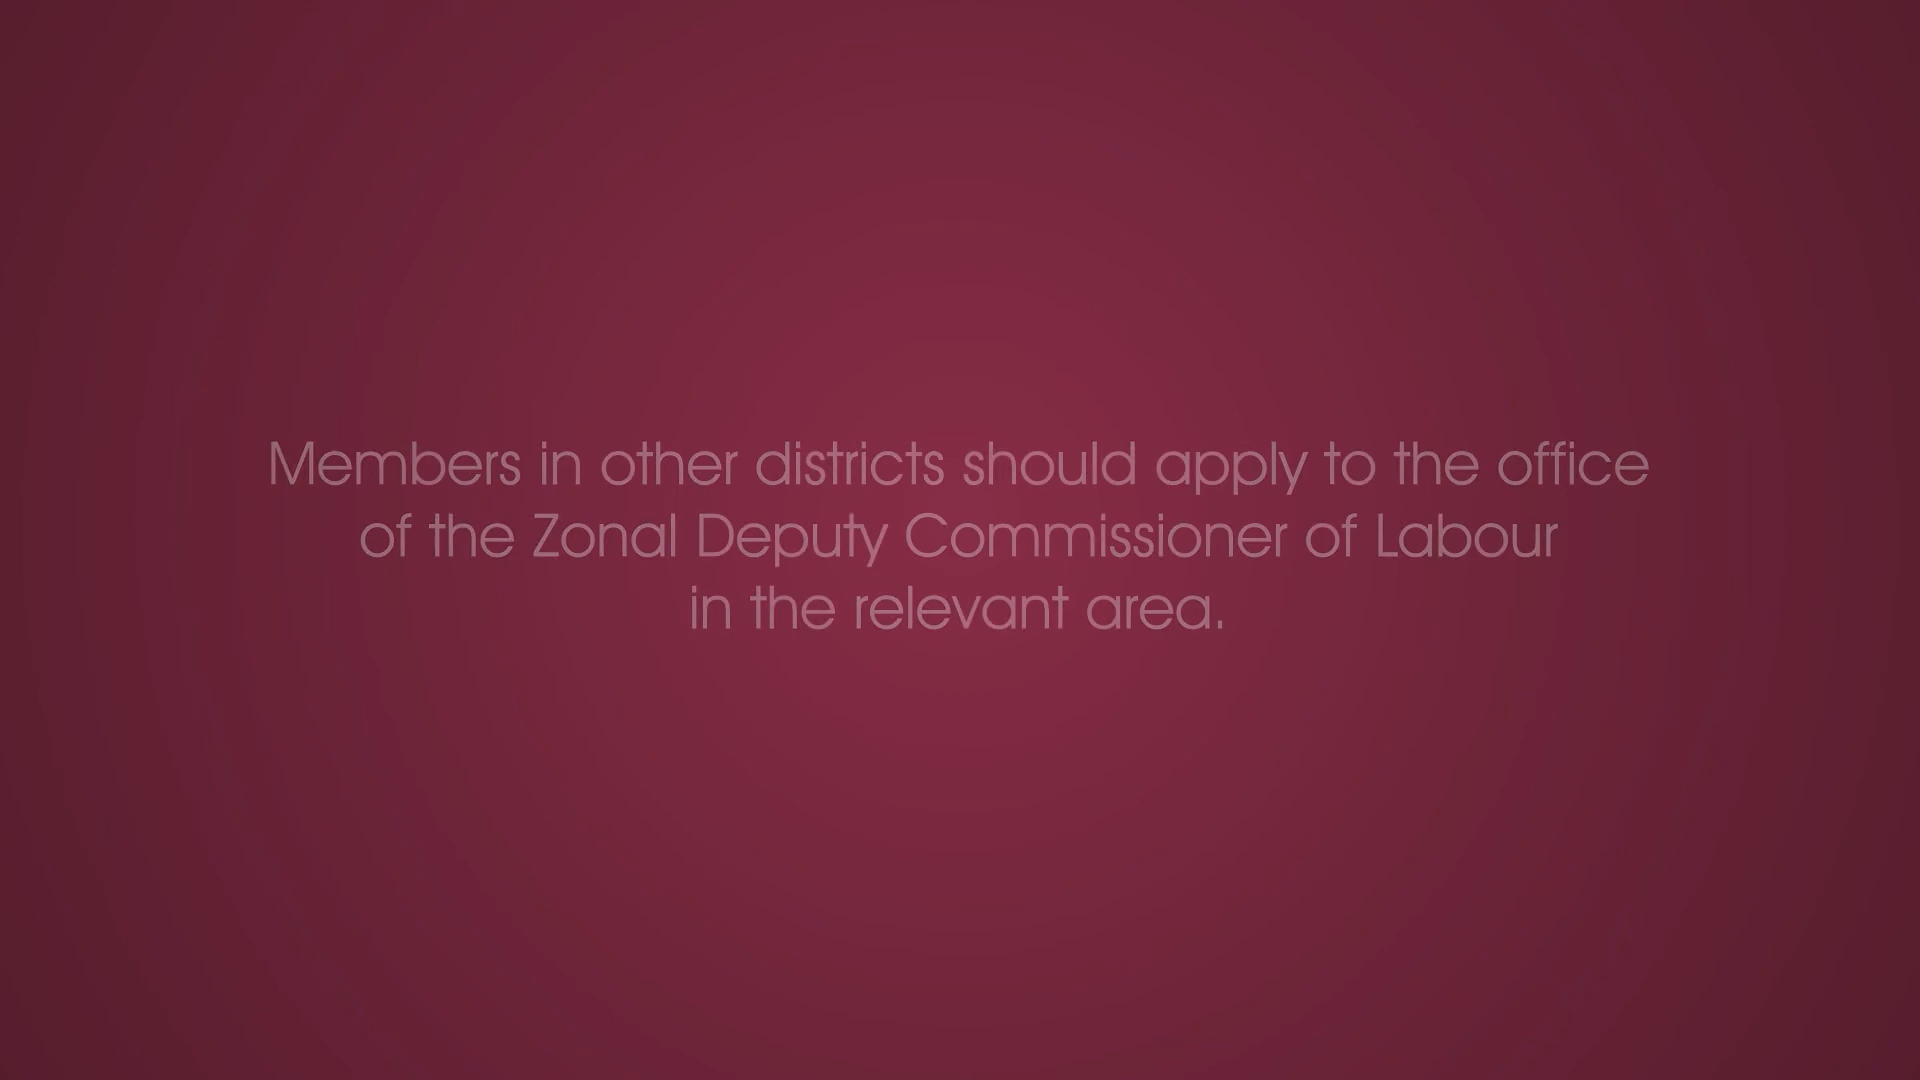 Members in other districts should apply to the office
of the Zonal Deputy Commissioner of Labour
in the relevant area.